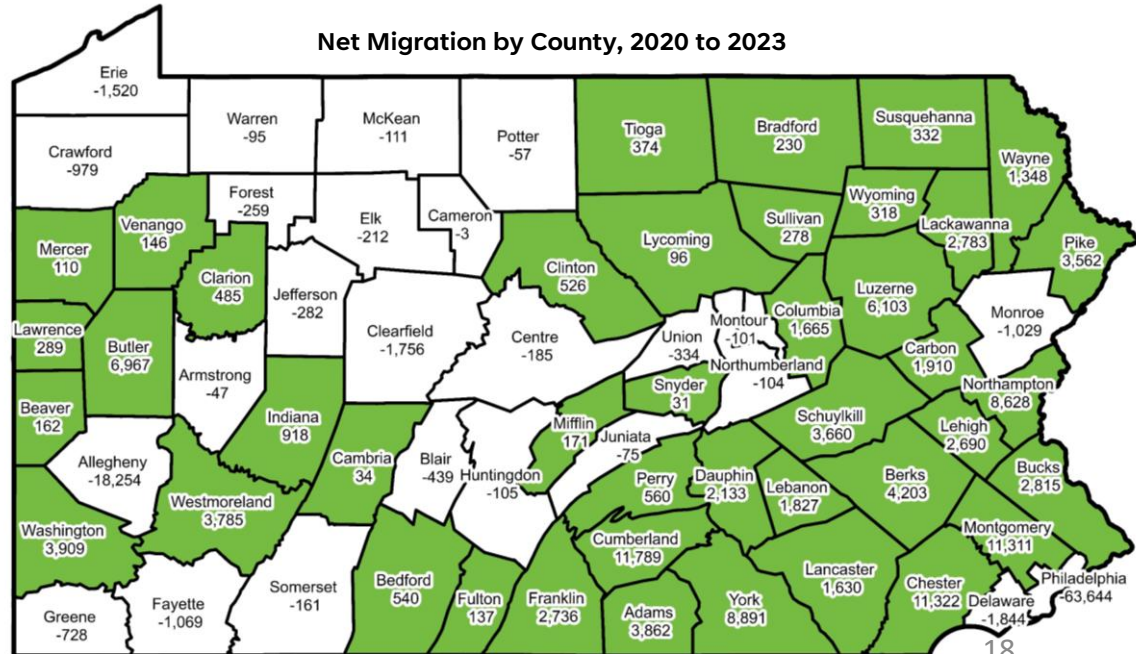 Net Migration by County, 2020 to 2023
Erie
-1,520
Warren
-95
McKean
-111
Potter
-57
Tioga
374
Bradford
230
Susquehanna
332
Wayne
1,348
Crawford
-979
Forest
-259
Elk
-212
Cameron
-3
Wyoming
318
Lackawanna
2,783
Pike
3,562
Mercer
110
Venango
146
Clarion
485
Jefferson
-282
Clearfield
-1,756
Clinton
526
Lycoming
96
Sullivan
278
Luzerne
6,103
Monroe
-1,029
Lawrence
289
Butler
6,967
Armstrong
-47
Centre
-185
Union
-334
Montour
-101
Columbia
1,665
Northumberland
-104
Carbon
1,910
Northampton
8,628
Beaver
162
Indiana
918
Snyder
31
Mifflin
171
Juniata
-75
Schuylkill
3,660
Lehigh
2,690
Allegheny
-18,254
Westmoreland
3,785
Cambria
34
Blair
-439
Huntingdon
-105
Perry
560
Dauphin
2,133
Lebanon
1,827
Berks
4,203
Bucks
2,815
Washington
3,909
Cumberland
11,789
Montgomery
11,311
Greene
-728
Fayette
-1,069
Somerset
-161
Bedford
540
Fulton
137
Franklin
2,736
Adams
3,862
York
8,891
Lancaster
1,630
Chester
11,322
Delaware
-1,844
Philadelphia
-63,644
18